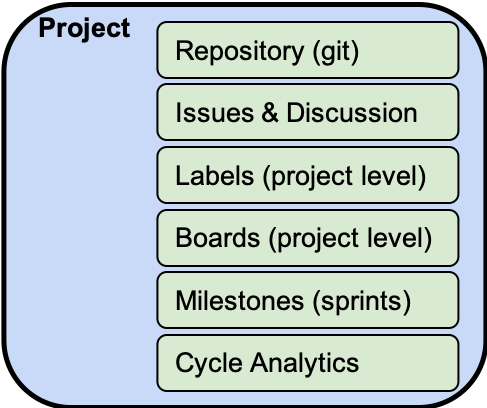 Project
Repository (git)
Issues & Discussion
Labels (project level)
Boards (project level)
Milestones (sprints)
Cycle Analytics